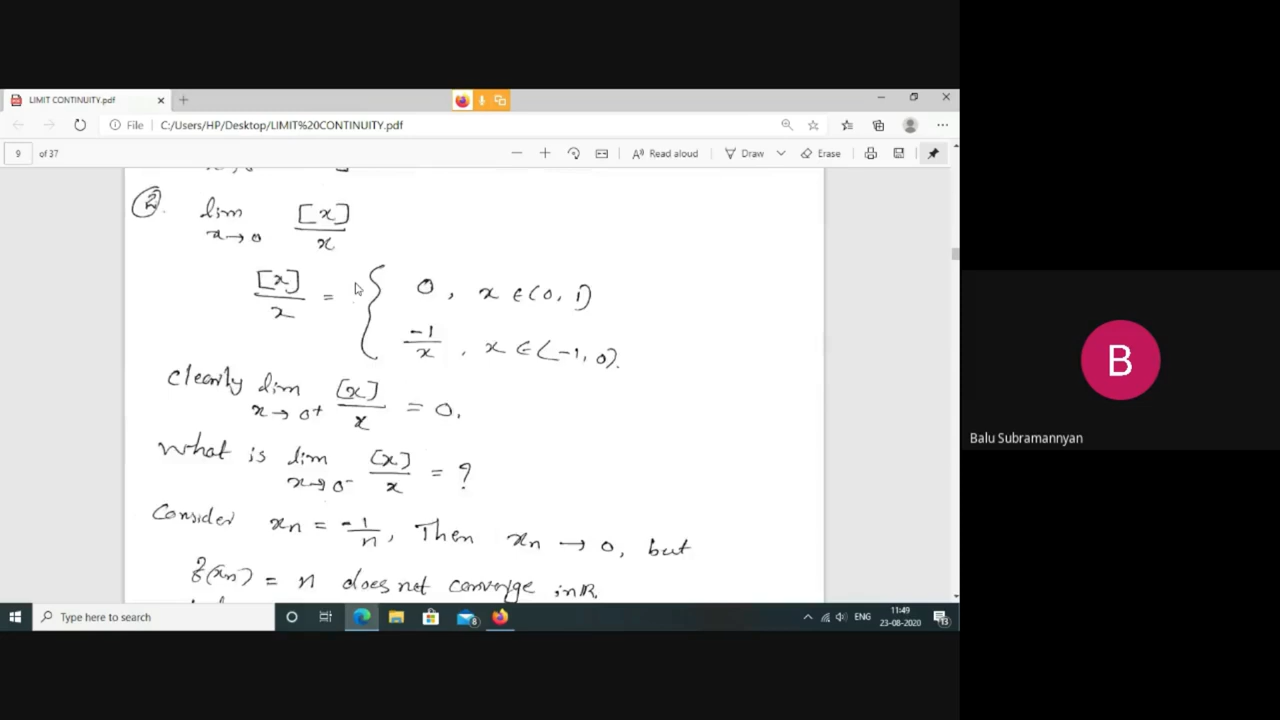 LIMIT CONTINUITY.pdf
File C:/Users/HP/Desktop/LIMIT%20CONTINUITY.pdf
9 of 37 Read aloud Draw Erase
2. lim x→0 [x]/x
[x]/x = { 0, x ∈ (0, 1)
-1/x, x ∈ (-1, 0).
clearly lim x→0+ [x]/x = 0.
What is lim x→0- [x]/x = ?
Consider xn = -1/n, Then xn → 0, but
f(xn) = n does not converge in R.
B
Balu Subramannyan
Type here to search
8
ENG
11:49
23-08-2020
13